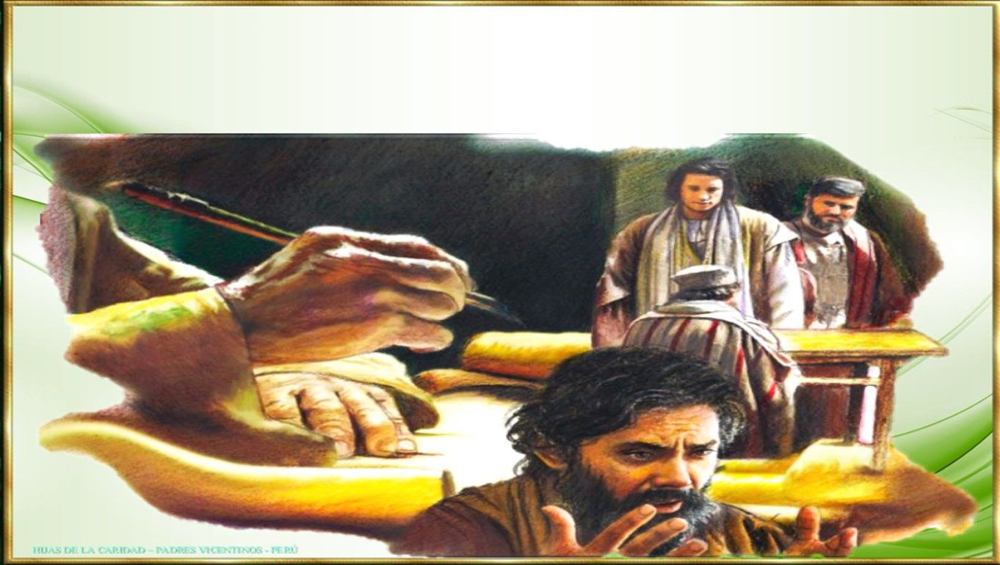 HIJAS DE LA CARIDAD – PADRES VICENTINOS - PERÚ